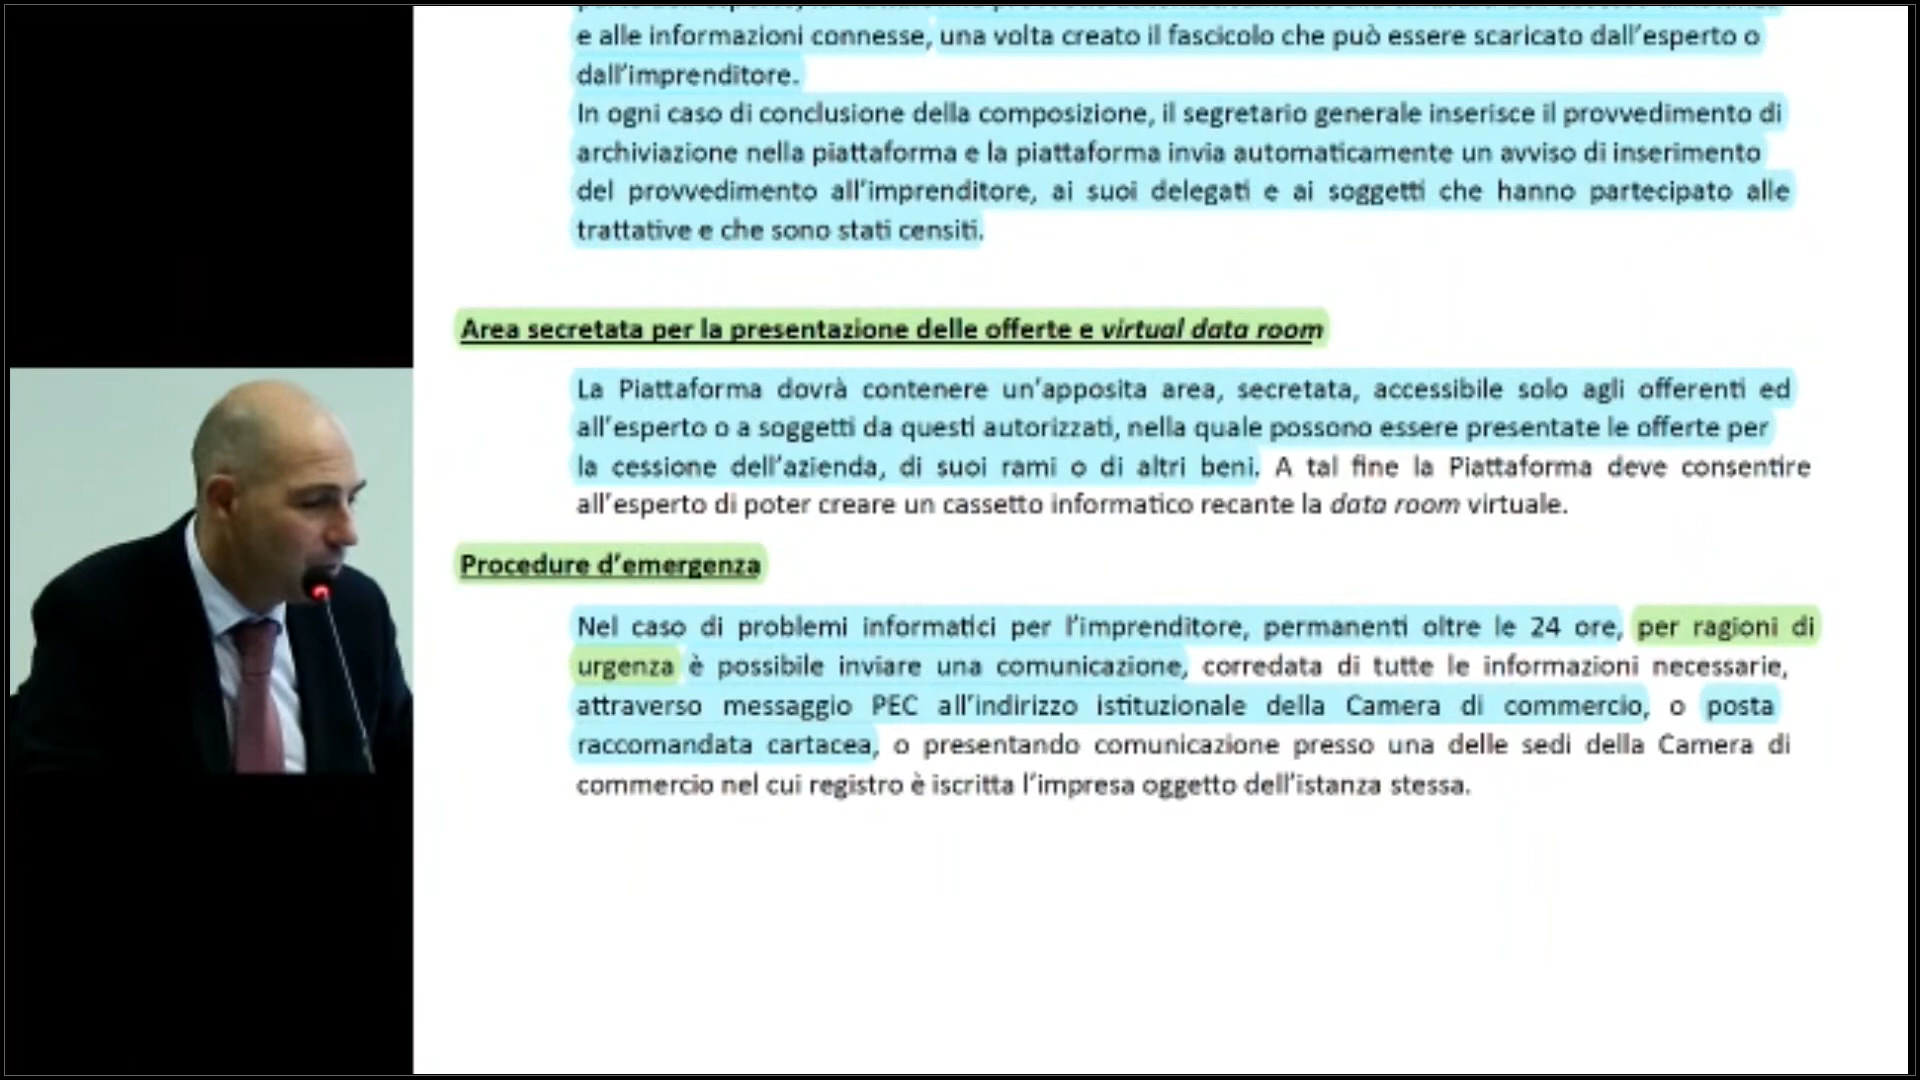 e alle informazioni connesse, una volta creato il fascicolo che può essere scaricato dall'esperto o
dall'imprenditore.
In ogni caso di conclusione della composizione, il segretario generale inserisce il provvedimento di
archiviazione nella piattaforma e la piattaforma invia automaticamente un avviso di inserimento
del provvedimento all'imprenditore, ai suoi delegati e ai soggetti che hanno partecipato alle
trattative e che sono stati censiti.
Area secretata per la presentazione delle offerte e virtual data room
La Piattaforma dovrà contenere un'apposita area, secretata, accessibile solo agli offerenti ed
all'esperto o a soggetti da questi autorizzati, nella quale possono essere presentate le offerte per
la cessione dell'azienda, di suoi rami o di altri beni. A tal fine la Piattaforma deve consentire
all'esperto di poter creare un cassetto informatico recante la data room virtuale.
Procedure d'emergenza
Nel caso di problemi informatici per l'imprenditore, permanenti oltre le 24 ore, per ragioni di
urgenza è possibile inviare una comunicazione, corredata di tutte le informazioni necessarie,
attraverso messaggio PEC all'indirizzo istituzionale della Camera di commercio, o posta
raccomandata cartacea, o presentando comunicazione presso una delle sedi della Camera di
commercio nel cui registro è iscritta l'impresa oggetto dell'istanza stessa.